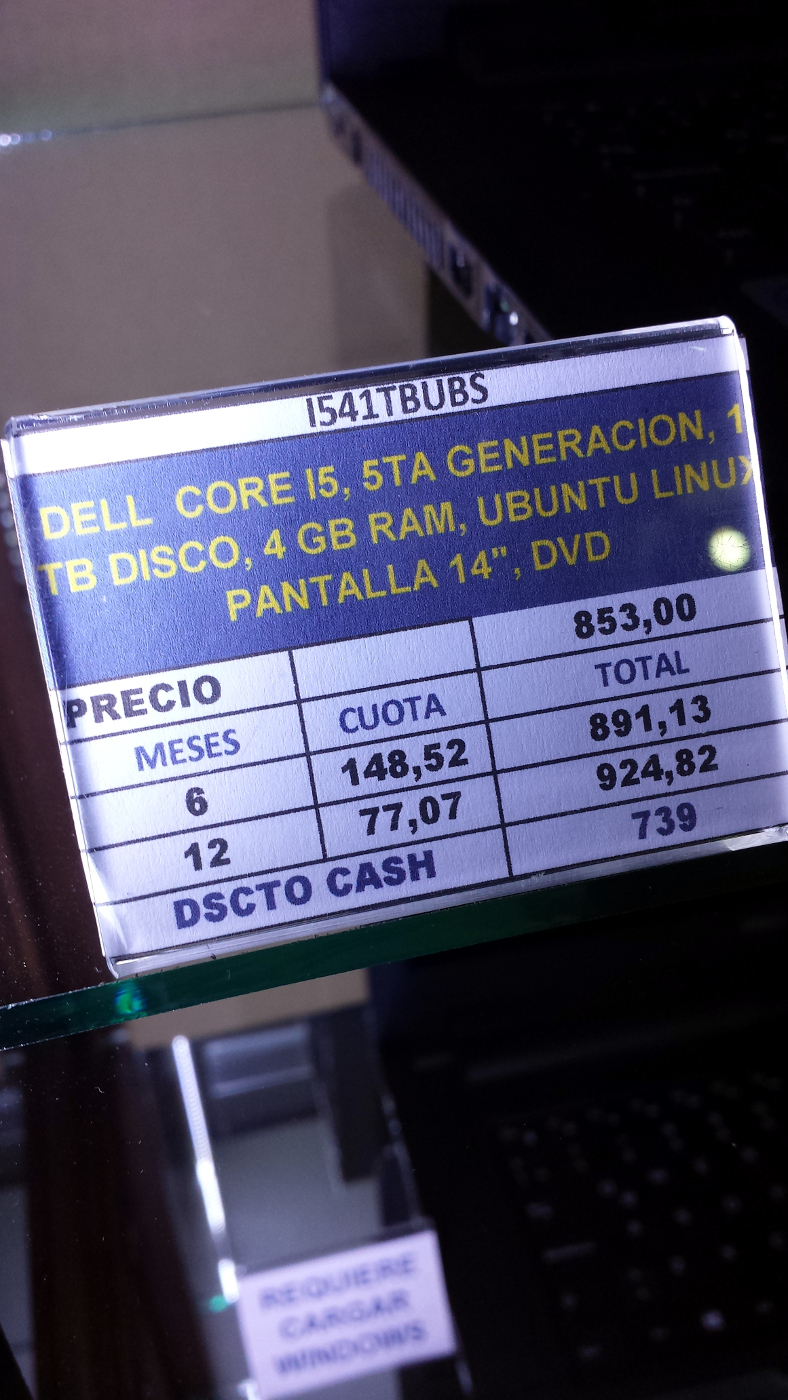 I541TBUBS
DELL CORE I5, 5TA GENERACION, 1
TB DISCO, 4 GB RAM, UBUNTU LINUX
PANTALLA 14", DVD
PRECIO 853,00
MESES CUOTA TOTAL
6 148,52 891,13
12 77,07 924,82
DSCTO CASH 739
REQUIERE
CARGAR
WINDOWS